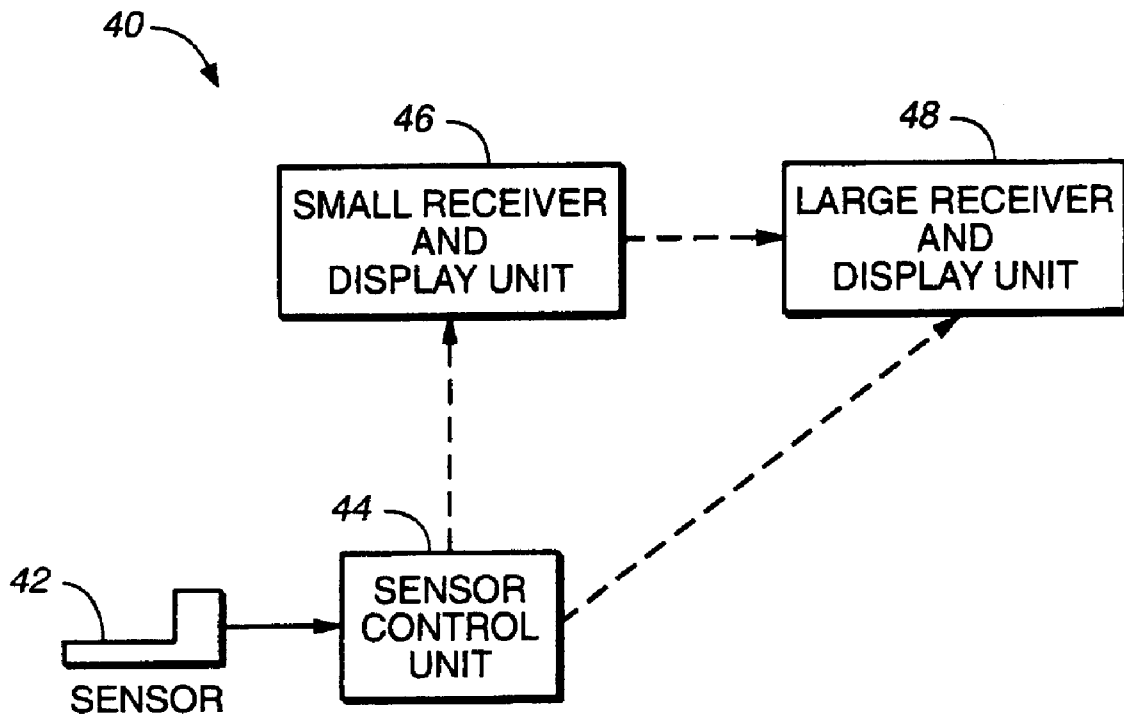 40
46
48
SMALL RECEIVER
AND
DISPLAY UNIT
LARGE RECEIVER
AND
DISPLAY UNIT
44
42
SENSOR
CONTROL
UNIT
SENSOR